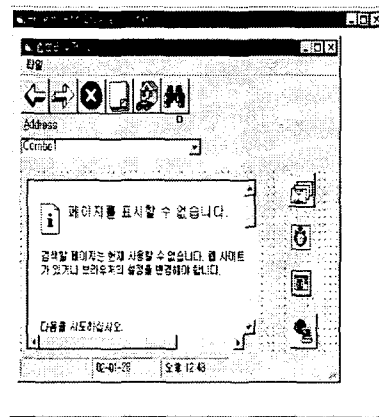 파일
Address
Combo1
페이지를 표시할 수 없습니다.
검색할 페이지는 현재 사용할 수 없습니다. 웹 사이트
가 있거나 브라우저의 설정을 변경해야 합니다.
다음을 시도하십시오.
02-01-28 오후 12:43